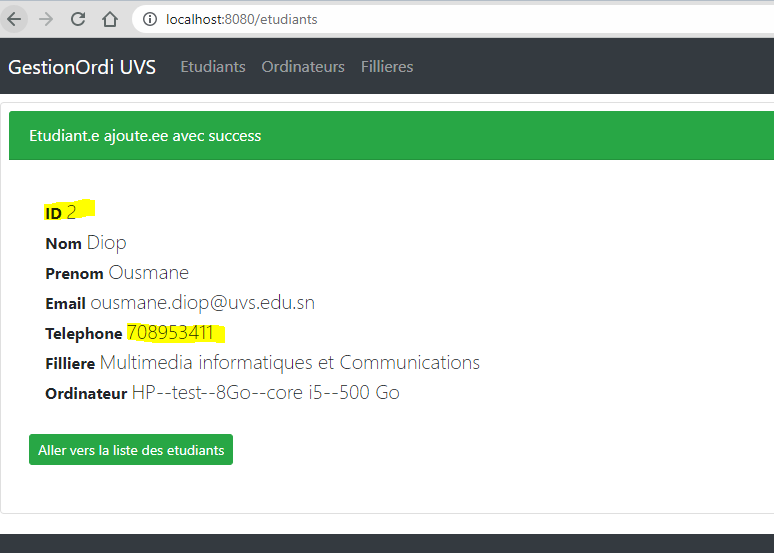 localhost:8080/etudiants
GestionOrdi UVS Etudiants Ordinateurs Fillieres
Etudiant.e ajoute.ee avec success
ID 2
Nom Diop
Prenom Ousmane
Email ousmane.diop@uvs.edu.sn
Telephone 708953411
Filliere Multimedia informatiques et Communications
Ordinateur HP--test--8Go--core i5--500 Go
Aller vers la liste des etudiants